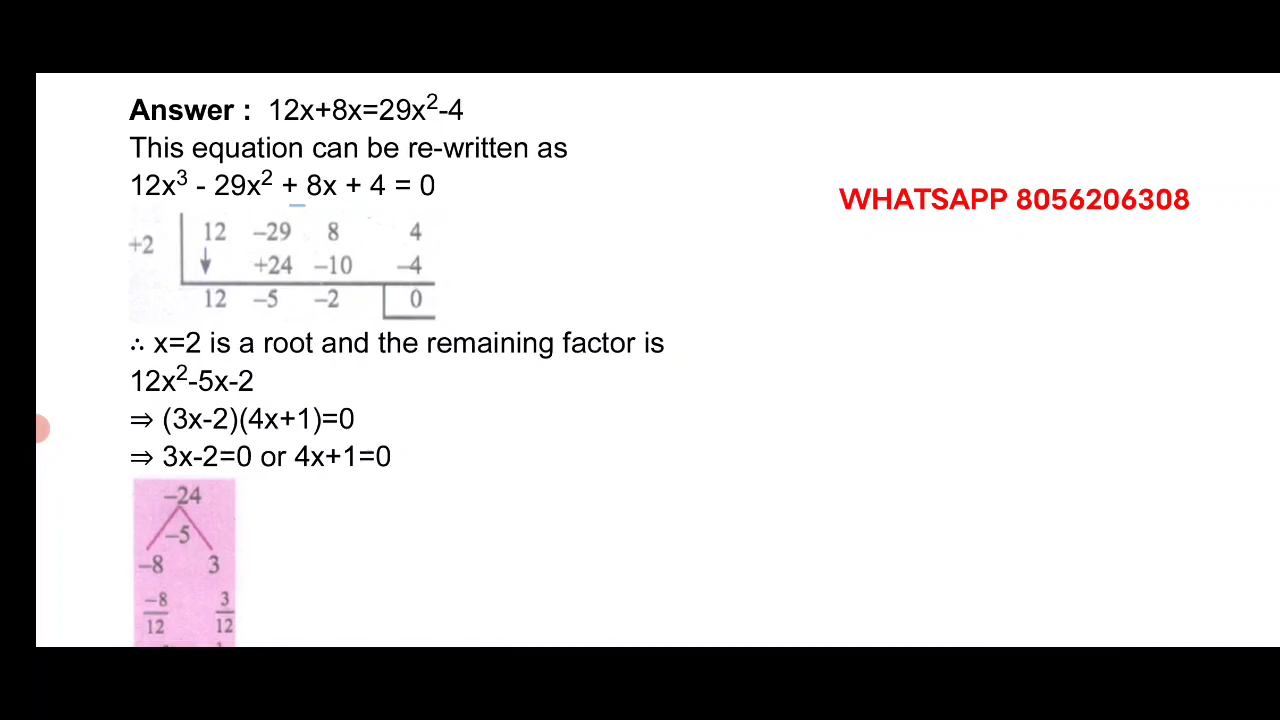 Answer :  12x+8x=29x²-4
This equation can be re-written as
12x³ - 29x² + 8x + 4 = 0
WHATSAPP 8056206308
+2 12 –29 8 4
+24 –10 –4
12 –5 –2 0
∴ x=2 is a root and the remaining factor is
12x²-5x-2
⇒ (3x-2)(4x+1)=0
⇒ 3x-2=0 or 4x+1=0
–24
–5
–8 3
–8 3
12 12